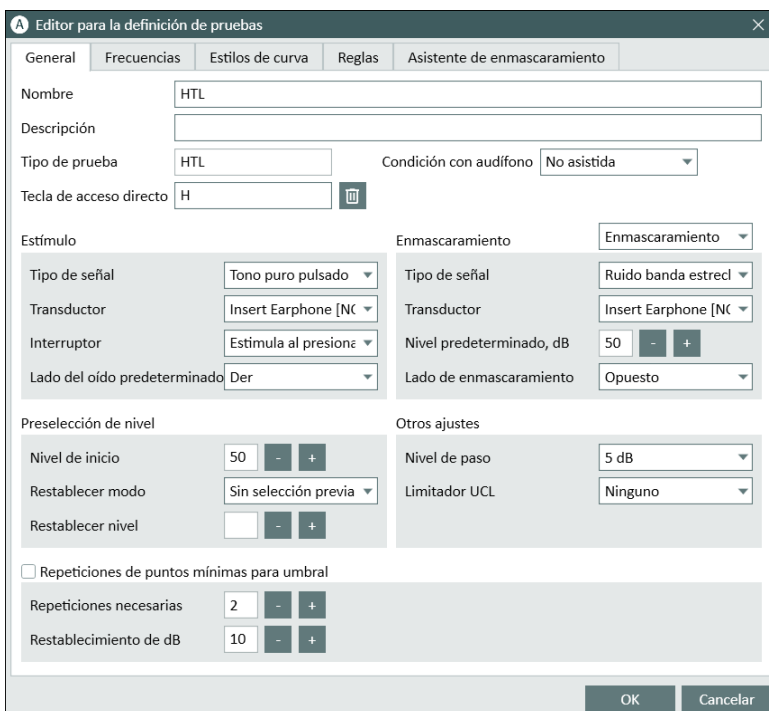 A Editor para la definición de pruebas
General Frecuencias Estilos de curva Reglas Asistente de enmascaramiento
Nombre HTL
Descripción
Tipo de prueba HTL Condición con audífono No asistida
Tecla de acceso directo H
Estímulo Enmascaramiento Enmascaramiento
Tipo de señal Tono puro pulsado Tipo de señal Ruido banda estrecl
Transductor Insert Earphone [N( Transductor Insert Earphone [N(
Interruptor Estimula al presiona Nivel predeterminado, dB 50 - +
Lado del oído predeterminado Der Lado de enmascaramiento Opuesto
Preselección de nivel Otros ajustes
Nivel de inicio 50 - + Nivel de paso 5 dB
Restablecer modo Sin selección previa Limitador UCL Ninguno
Restablecer nivel - +
Repeticiones de puntos mínimas para umbral
Repeticiones necesarias 2 - +
Restablecimiento de dB 10 - +
OK Cancelar